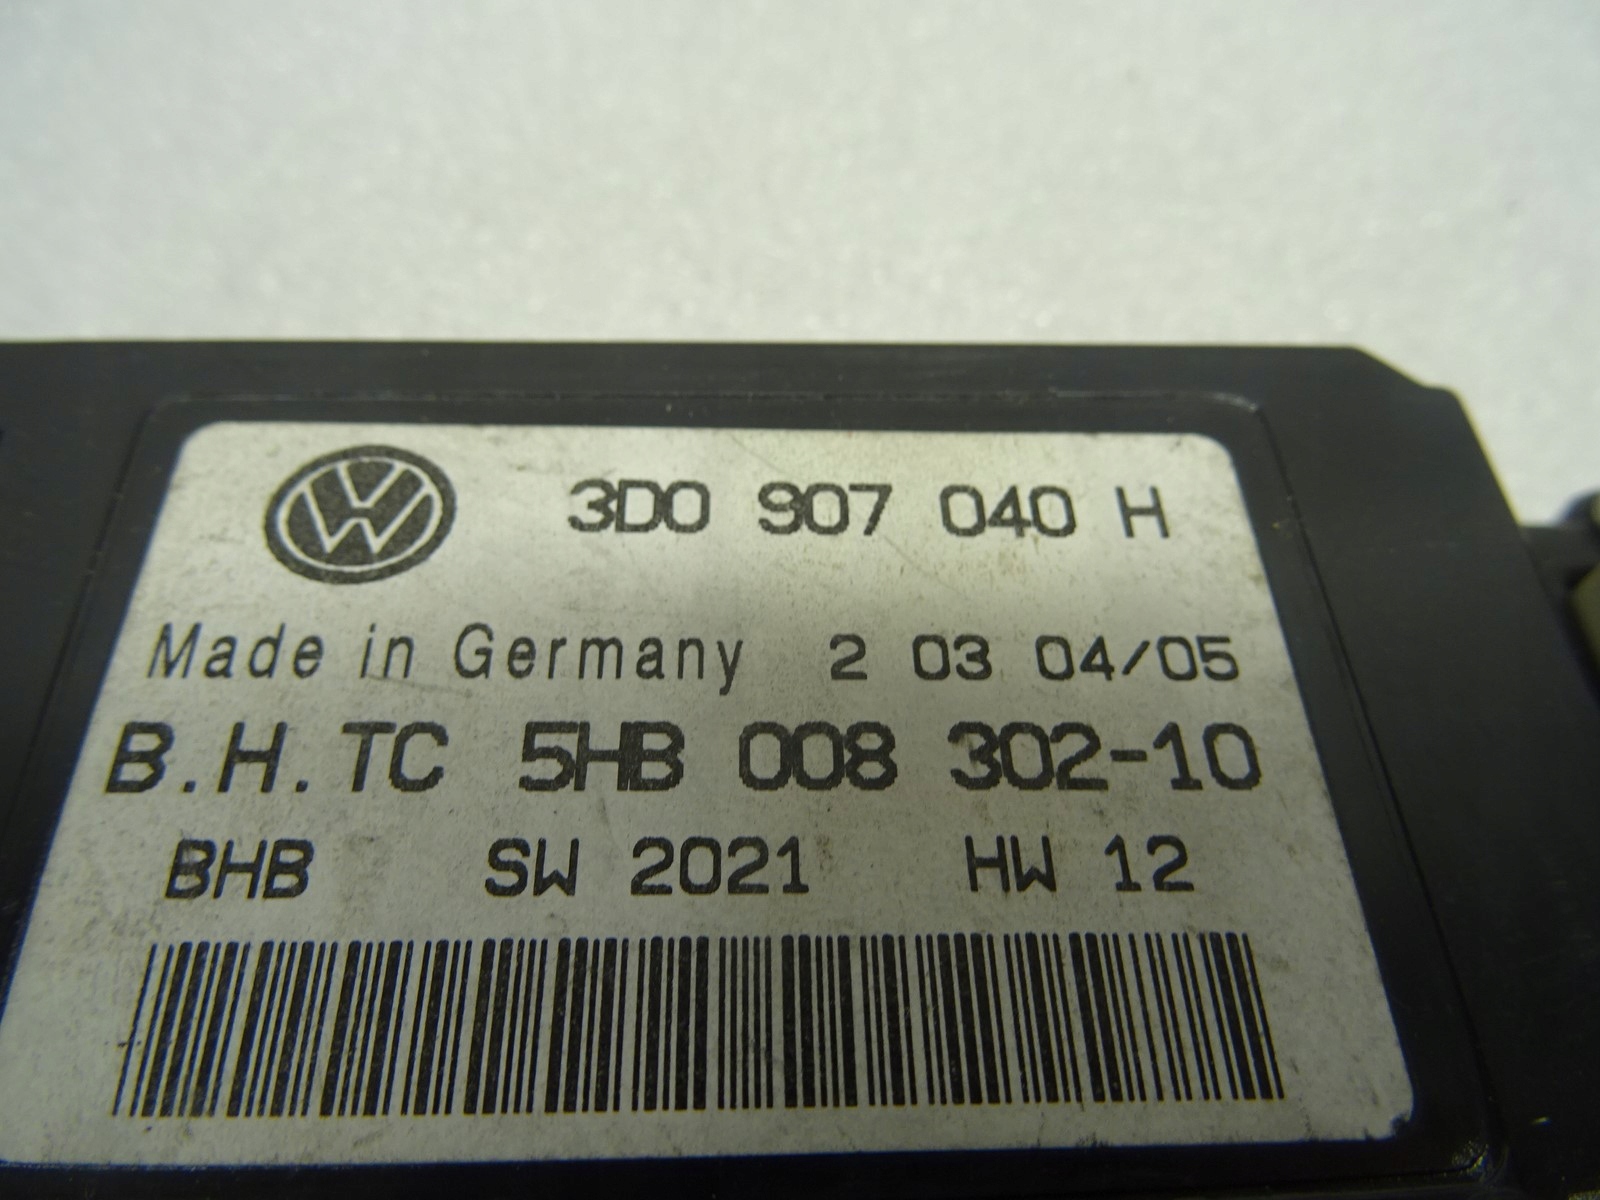 3D0 907 040 H
Made in Germany 2 03 04/05
B.H.TC 5HB 008 302-10
BHB SW 2021 HW 12